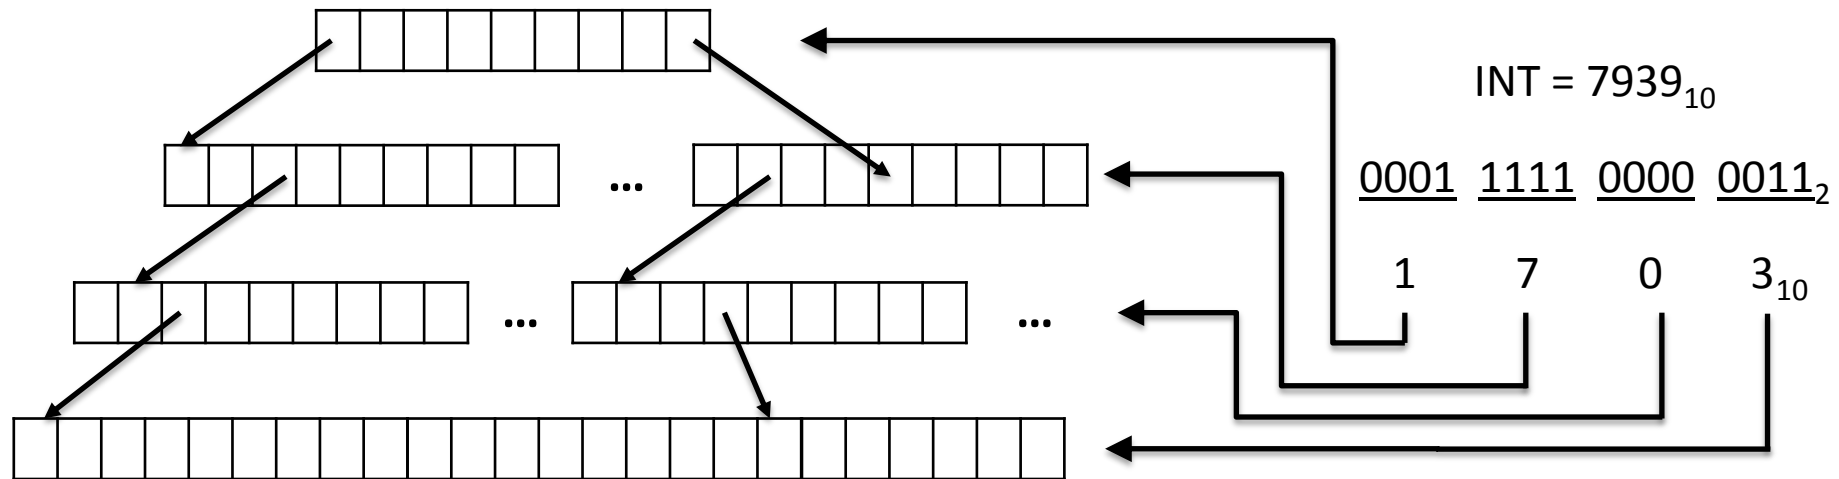 INT = 7939₁₀
0001 1111 0000 0011₂
...
1 7 0 3₁₀
... ...